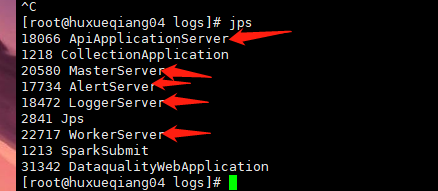 ^C
[root@huxueqiang04 logs]# jps
18066 ApiApplicationServer
1218 CollectionApplication
20580 MasterServer
17734 AlertServer
18472 LoggerServer
2841 Jps
22717 WorkerServer
1213 SparkSubmit
31342 DataqualityWebApplication
[root@huxueqiang04 logs]#